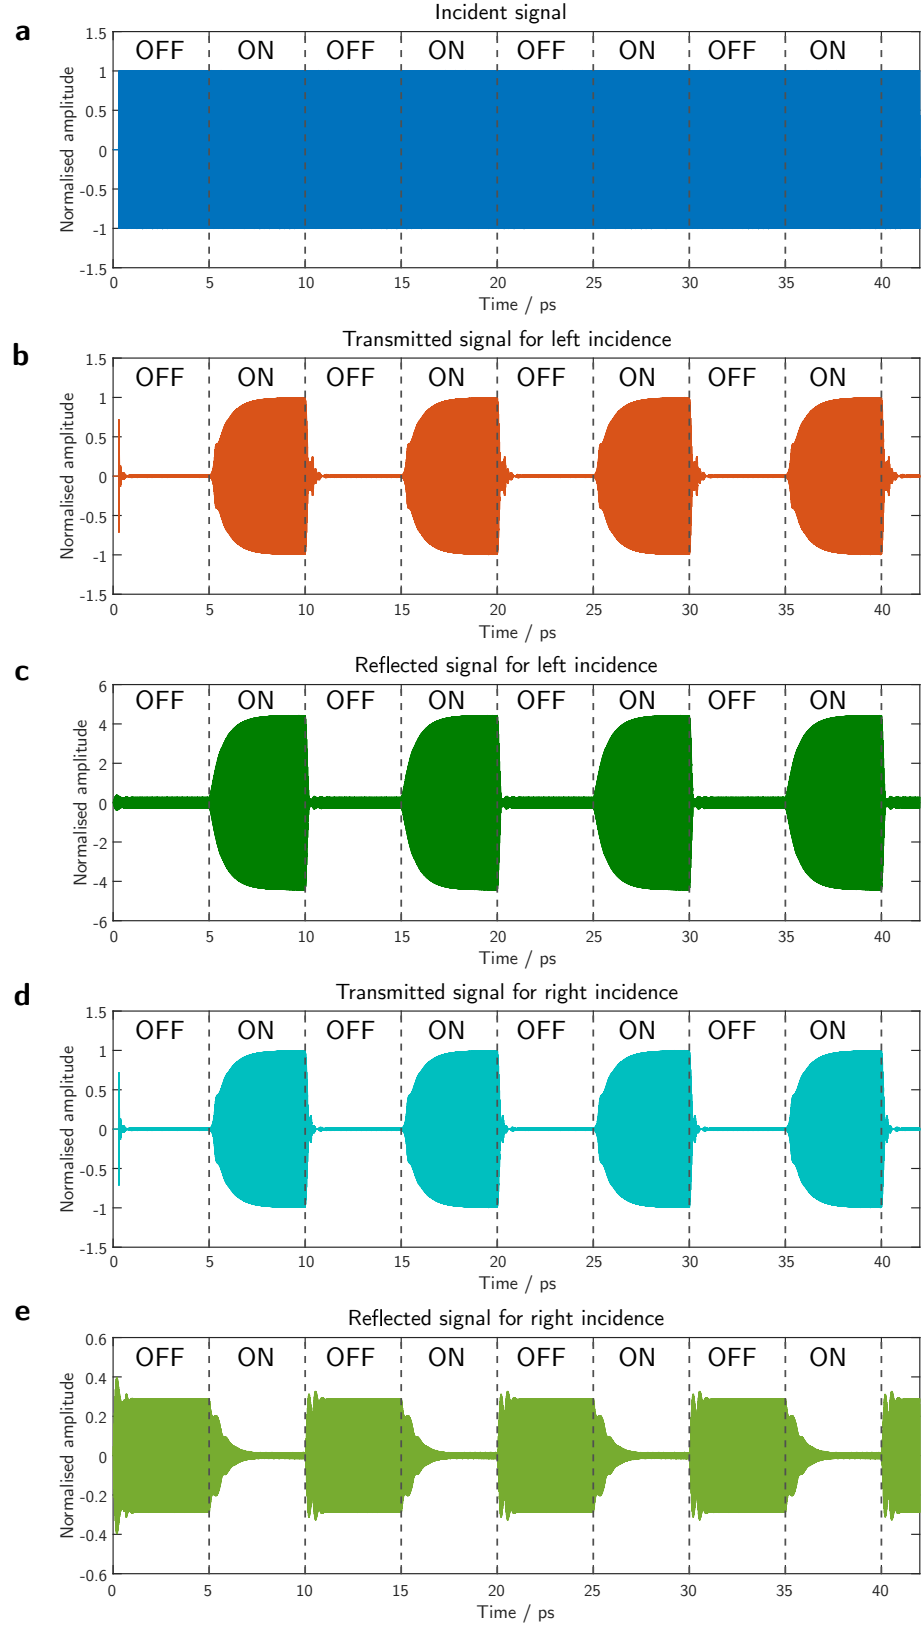 Incident signal
a
1.5
OFF ON OFF ON OFF ON OFF ON
1
0.5
0
-0.5
-1
-1.5
Normalised amplitude
0 5 10 15 20 25 30 35 40
Time / ps
Transmitted signal for left incidence
b
1.5
OFF ON OFF ON OFF ON OFF ON
1
0.5
0
-0.5
-1
-1.5
Normalised amplitude
0 5 10 15 20 25 30 35 40
Time / ps
Reflected signal for left incidence
c
6
OFF ON OFF ON OFF ON OFF ON
4
2
0
-2
-4
-6
Normalised amplitude
0 5 10 15 20 25 30 35 40
Time / ps
Transmitted signal for right incidence
d
1.5
OFF ON OFF ON OFF ON OFF ON
1
0.5
0
-0.5
-1
-1.5
Normalised amplitude
0 5 10 15 20 25 30 35 40
Time / ps
Reflected signal for right incidence
e
0.6
OFF ON OFF ON OFF ON OFF ON
0.4
0.2
0
-0.2
-0.4
-0.6
Normalised amplitude
0 5 10 15 20 25 30 35 40
Time / ps